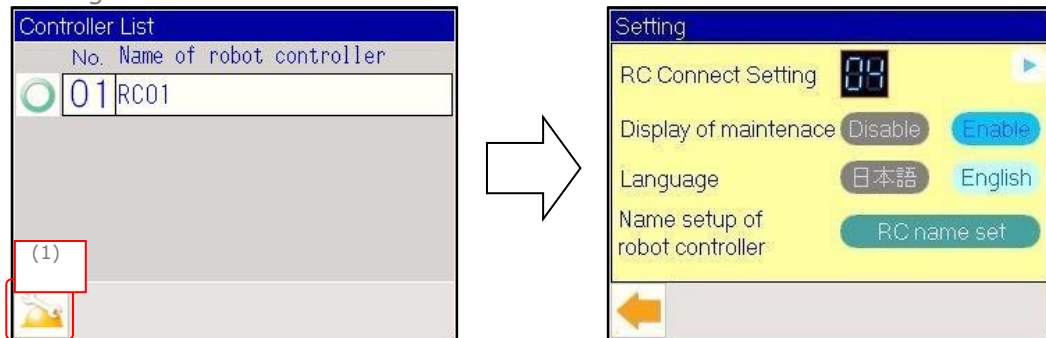 Controller List
No. Name of robot controller
01 RC01
(1)
Setting
RC Connect Setting 04
Display of maintenace Disable Enable
Language 日本語 English
Name setup of
robot controller RC name set